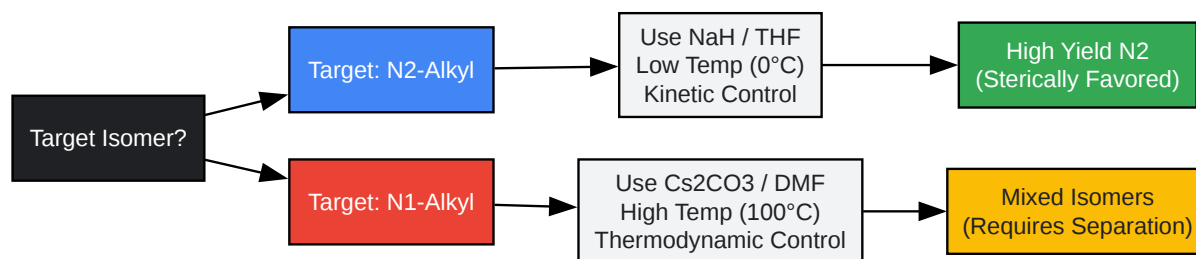 Target Isomer?
Target: N2-Alkyl
Use NaH / THF
Low Temp (0°C)
Kinetic Control
High Yield N2
(Sterically Favored)
Target: N1-Alkyl
Use Cs2CO3 / DMF
High Temp (100°C)
Thermodynamic Control
Mixed Isomers
(Requires Separation)